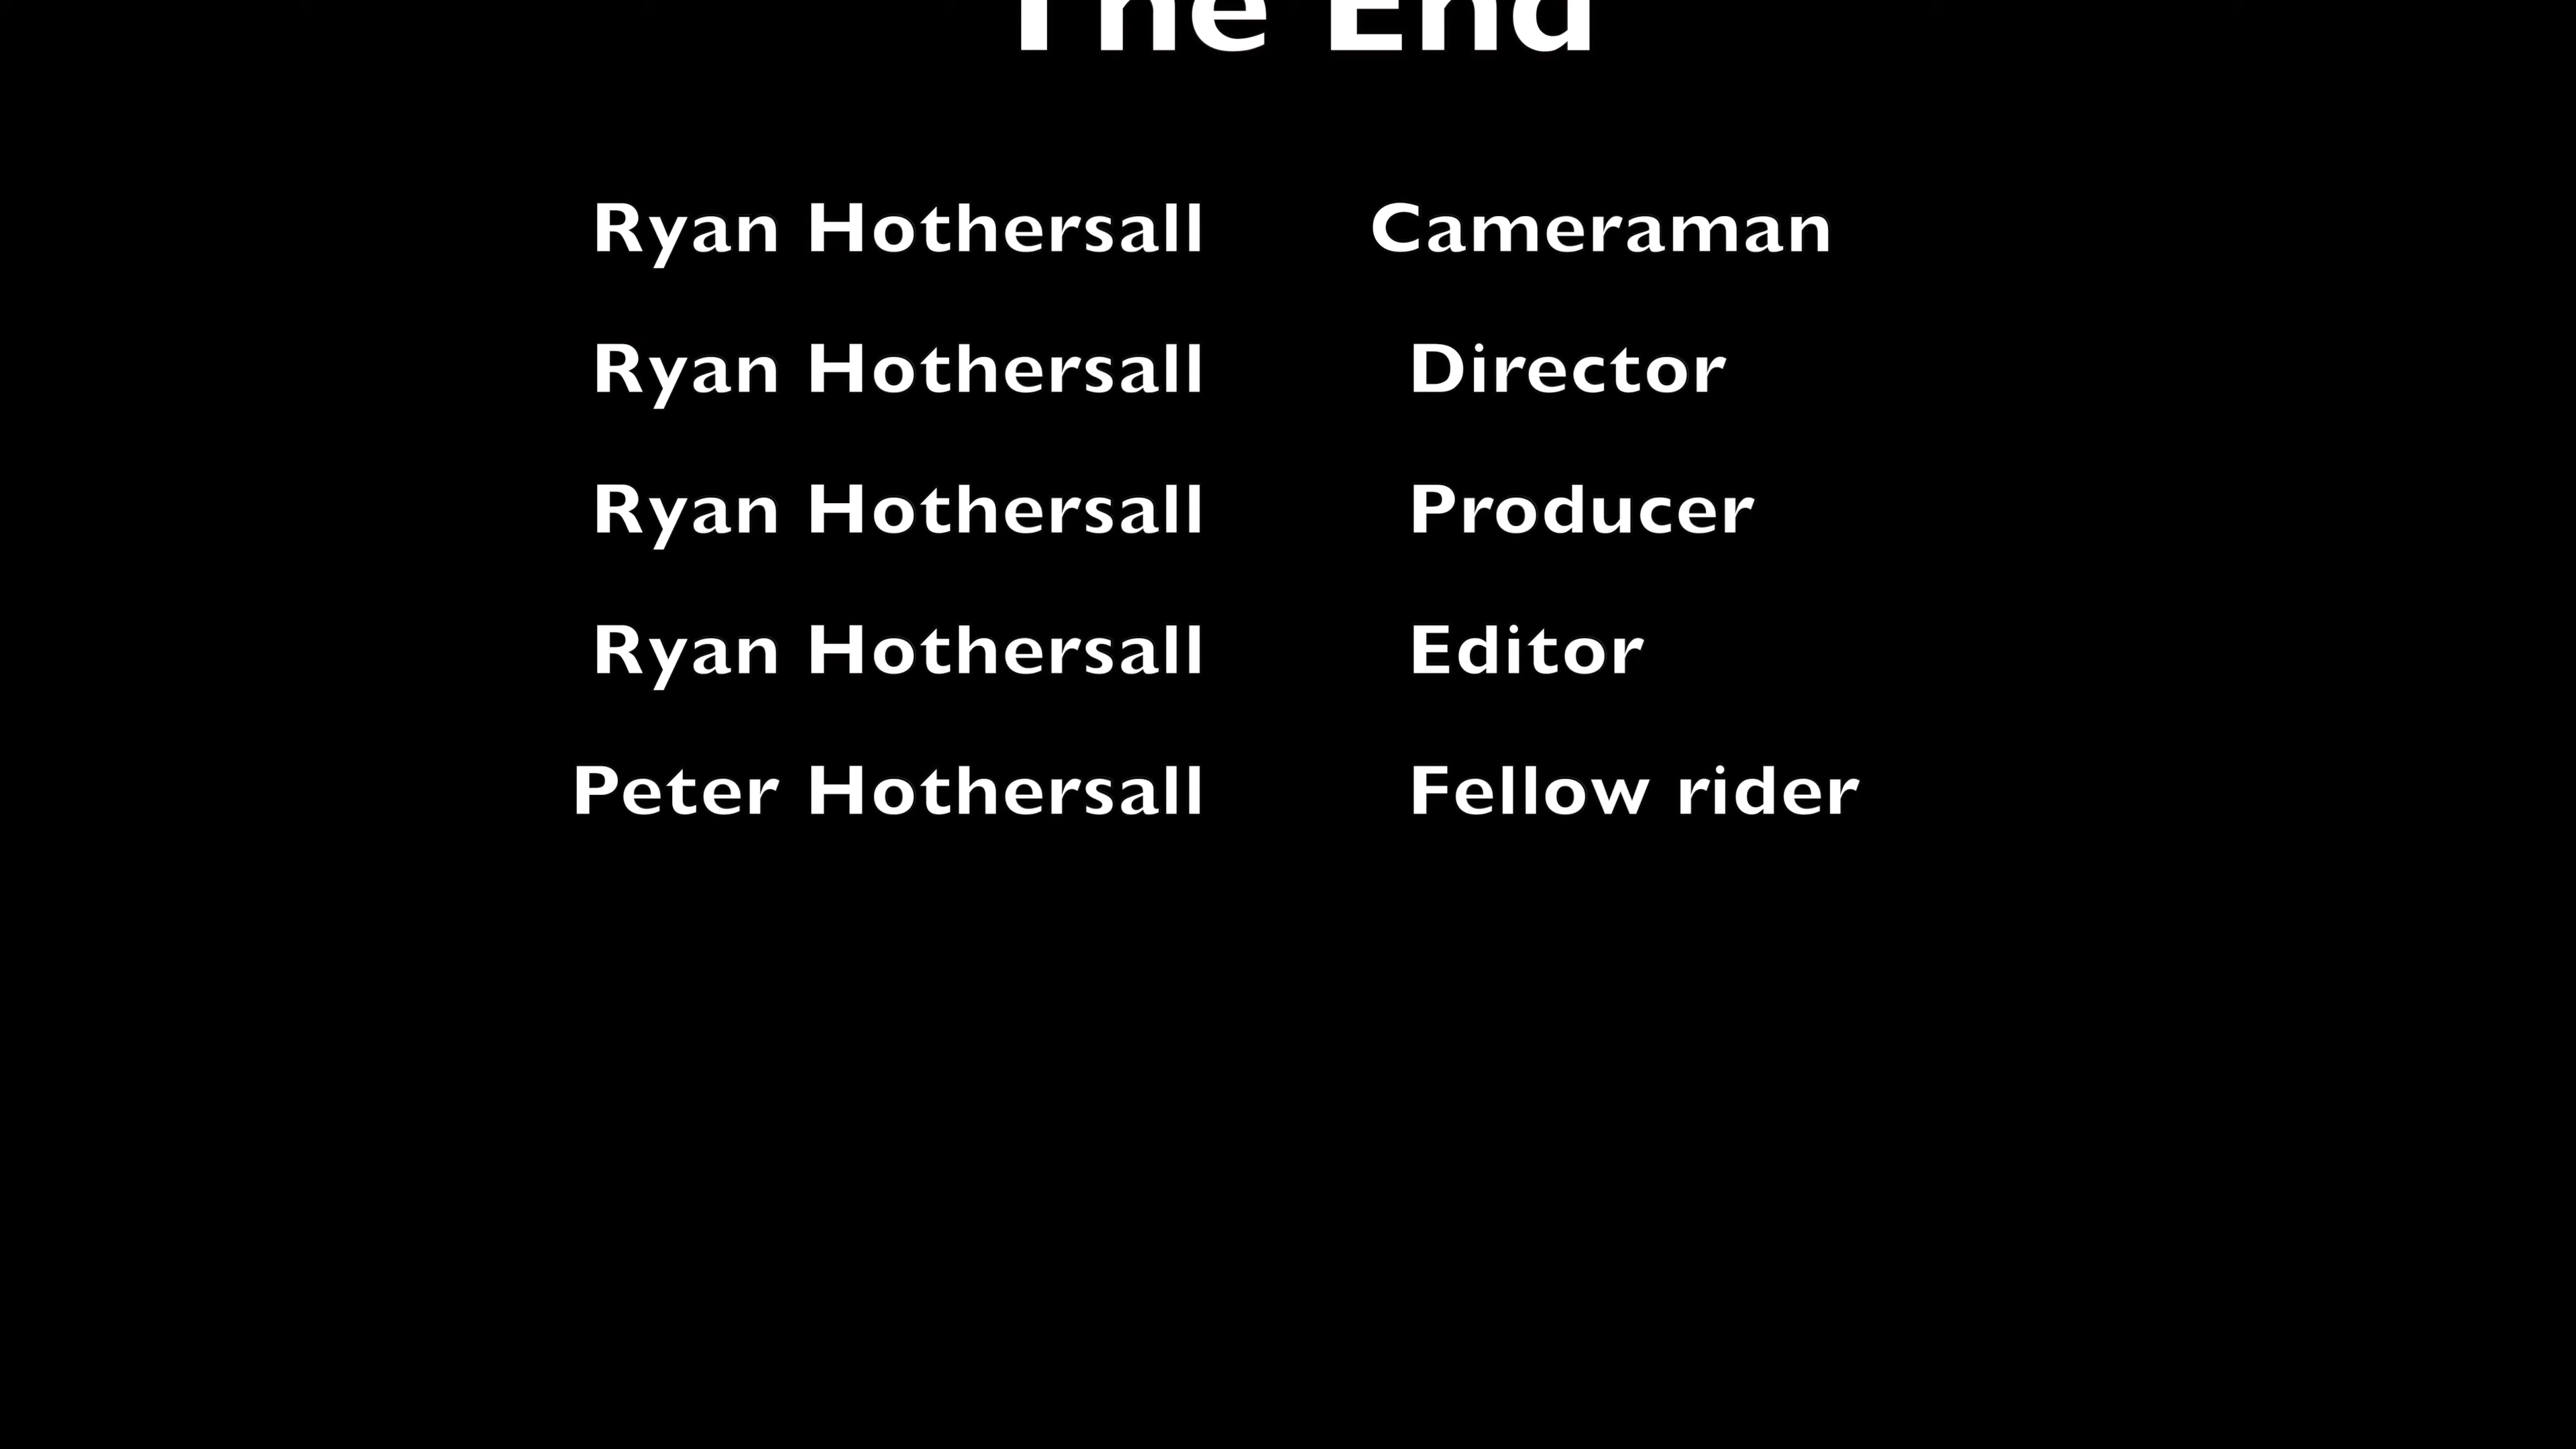 The End
Ryan Hothersall Cameraman
Ryan Hothersall Director
Ryan Hothersall Producer
Ryan Hothersall Editor
Peter Hothersall Fellow rider